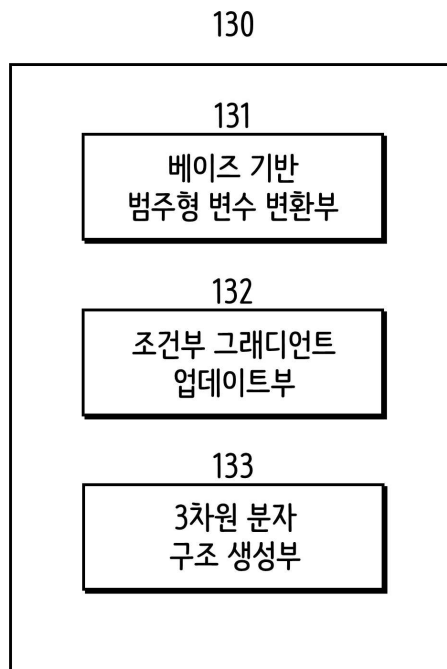 130
131
베이즈 기반
범주형 변수 변환부
132
조건부 그래디언트
업데이트부
133
3차원 분자
구조 생성부